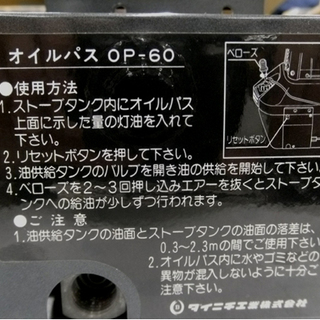 オイルパス OP-60
ベローズ
リセットボタン
●使用方法
1.ストーブタンク内にオイルパス
上面に示した量の灯油を入れて
下さい。
2.リセットボタンを押して下さい。
3.油供給タンクのバルブを開き油の供給を開始して下さい。
4.ベローズを2〜3回押し込みエアーを抜くとストーブタ
ンクへの給油が少しずつ行われます。
●ご注意
1.油供給タンクの油面とストーブタンクの油面の落差は、
0.3〜2.3mの間でご使用下さ
2.オイルパス内に水やゴミなどの
異物が混入しないように十分ご
注意下さい。
ダイニチ工業株式会社